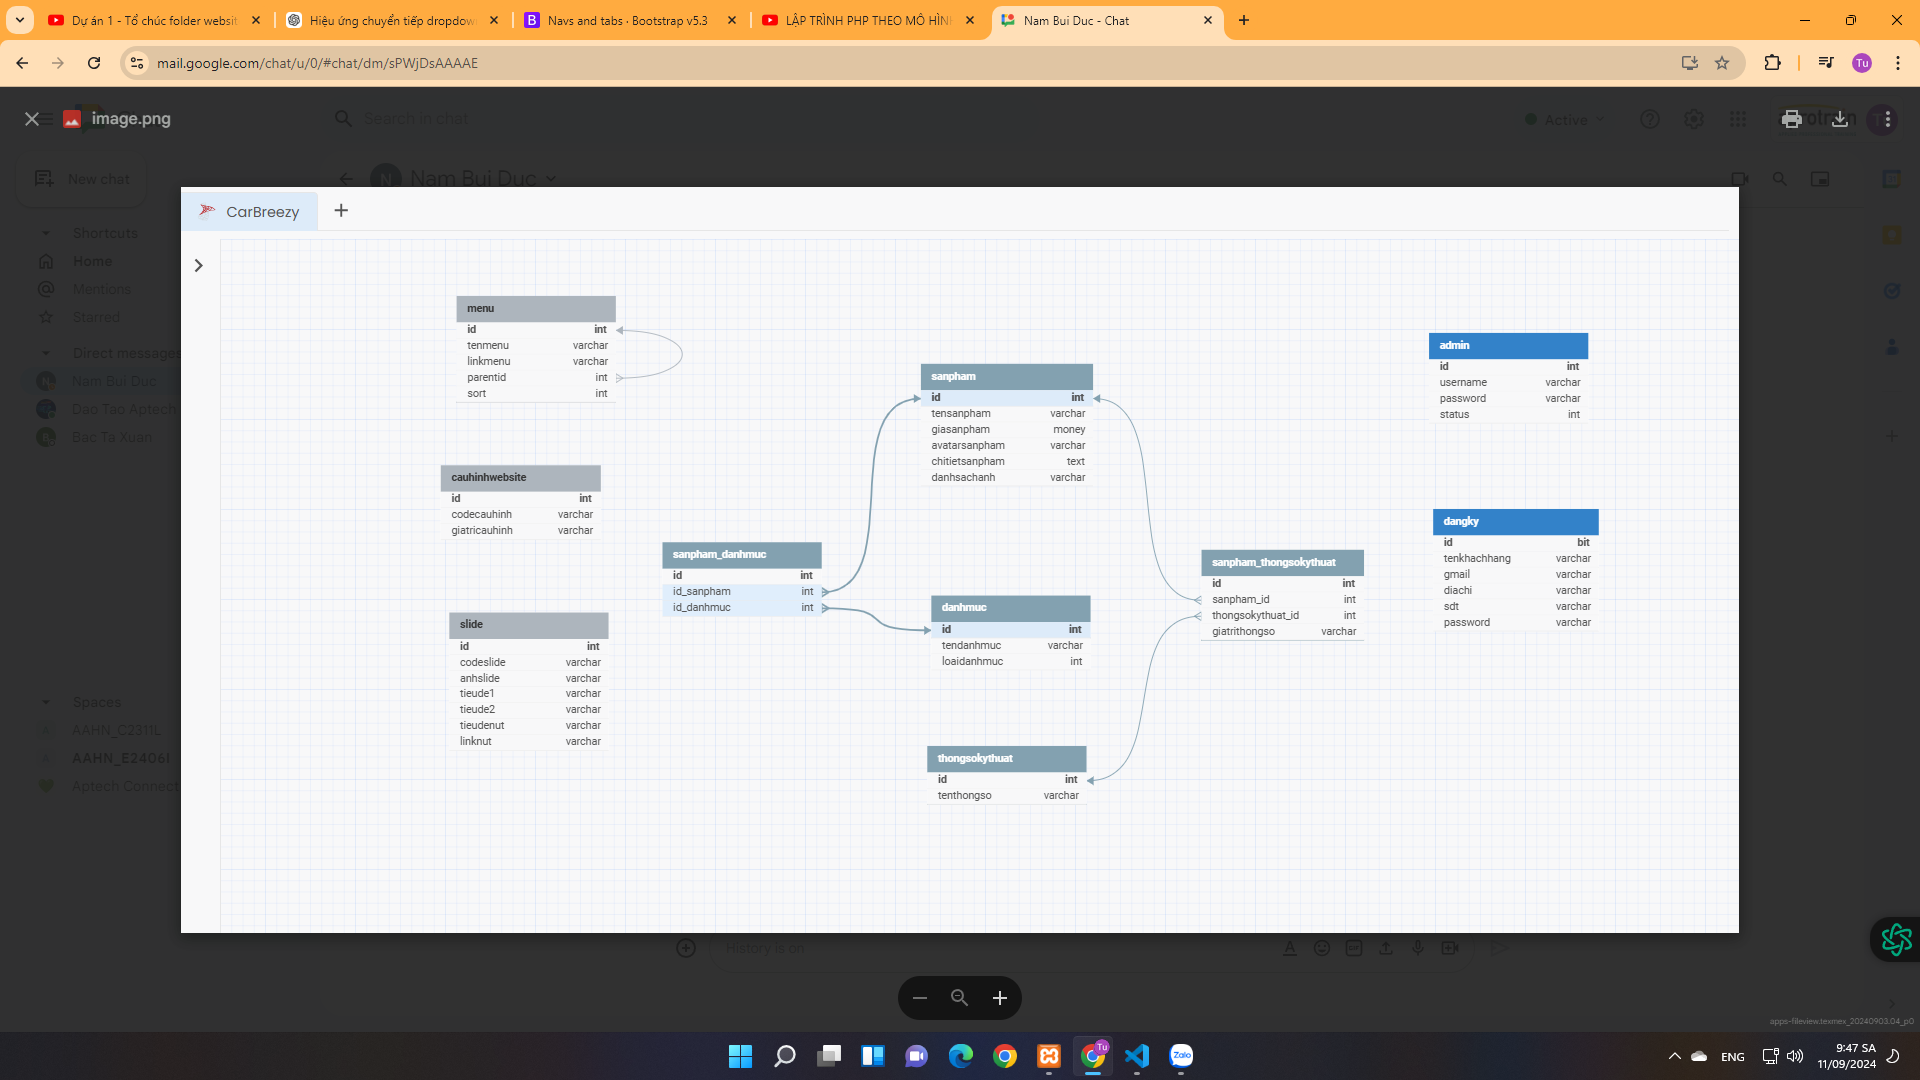 Dự án 1 - Tổ chúc folder websit
Hiệu ứng chuyển tiếp dropdow
Navs and tabs · Bootstrap v5.3
LẬP TRÌNH PHP THEO MÔ HÌN
Nam Bui Duc - Chat
mail.google.com/chat/u/0/#chat/dm/sPWjDsAAAAE
Tu
image.png
Search in chat
Active
New chat
Nam Bui Duc
Shortcuts
Home
Mentions
Starred
Direct messages
Nam Bui Duc
Dao Tao Aptech
Bac Ta Xuan
Spaces
AAHN_C2311L
AAHN_E2406I
Aptech Connect
CarBreezy
menu
id int
tenmenu varchar
linkmenu varchar
parentid int
sort int
cauhinhwebsite
id int
codecauhinh varchar
giatricauhinh varchar
slide
id int
codeslide varchar
anhslide varchar
tieude1 varchar
tieude2 varchar
tieudenut varchar
linknut varchar
sanpham_danhmuc
id int
id_sanpham int
id_danhmuc int
sanpham
id int
tensanpham varchar
giasanpham money
avatarsanpham varchar
chitietsanpham text
danhsachanh varchar
danhmuc
id int
tendanhmuc varchar
loaidanhmuc int
thongsokythuat
id int
tenthongso varchar
sanpham_thongsokythuat
id int
sanpham_id int
thongsokythuat_id int
giatrithongso varchar
admin
id int
username varchar
password varchar
status int
dangky
id bit
tenkhachhang varchar
gmail varchar
diachi varchar
sdt varchar
password varchar
History is on
apps-fileview.texmex_20240903.04_p0
Tu
Zalo
ENG
9:47 SA
11/09/2024